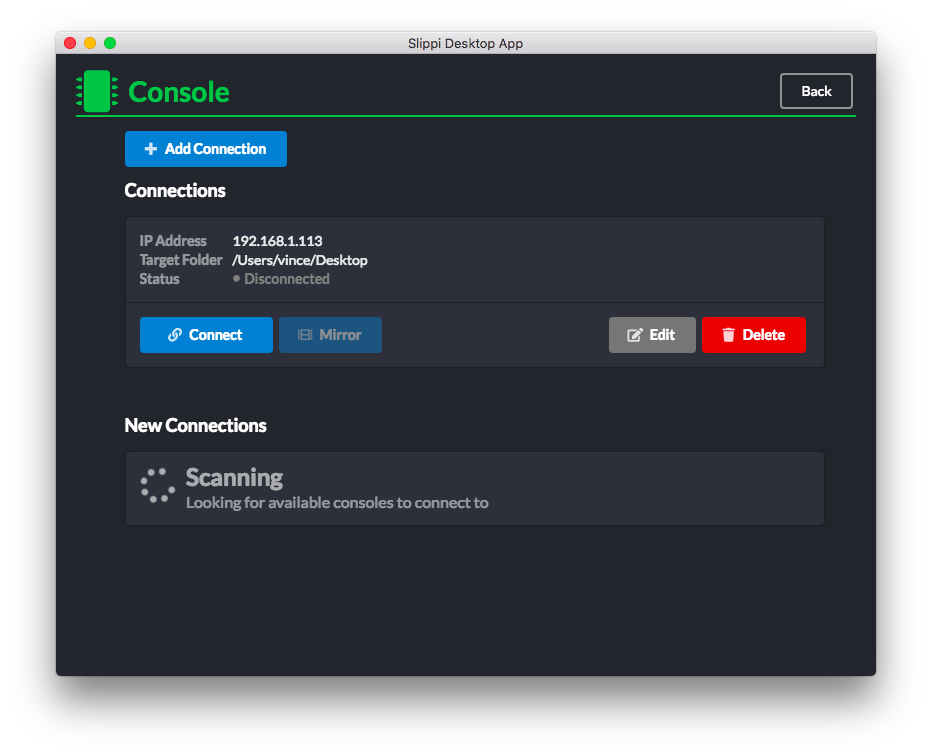 Slippi Desktop App
Console
Back
Add Connection
Connections
IP Address 192.168.1.113
Target Folder /Users/vince/Desktop
Status Disconnected
Connect Mirror Edit Delete
New Connections
Scanning
Looking for available consoles to connect to